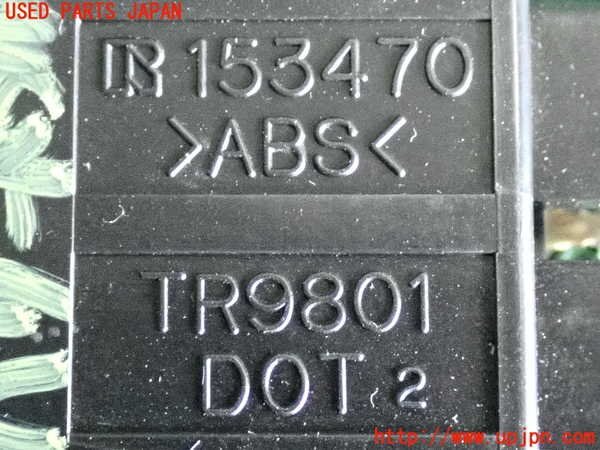 USED PARTS JAPAN
153470
>ABS<
TR9801
DOT 2
http://www.upjpn.com/